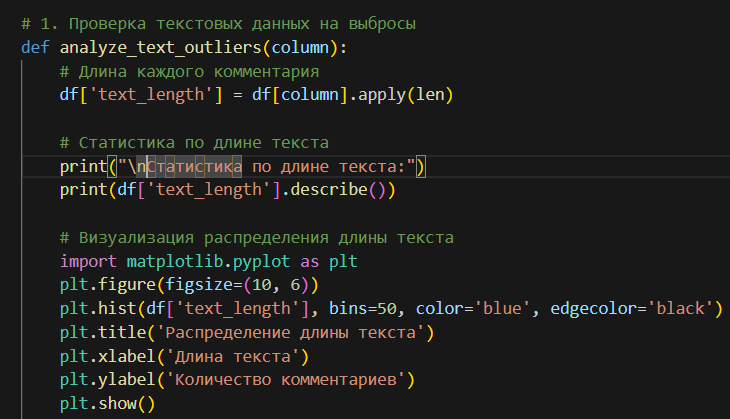 # 1. Проверка текстовых данных на выбросы
def analyze_text_outliers(column):
    # Длина каждого комментария
    df['text_length'] = df[column].apply(len)

    # Статистика по длине текста
    print("\nСтатистика по длине текста:")
    print(df['text_length'].describe())

    # Визуализация распределения длины текста
    import matplotlib.pyplot as plt
    plt.figure(figsize=(10, 6))
    plt.hist(df['text_length'], bins=50, color='blue', edgecolor='black')
    plt.title('Распределение длины текста')
    plt.xlabel('Длина текста')
    plt.ylabel('Количество комментариев')
    plt.show()